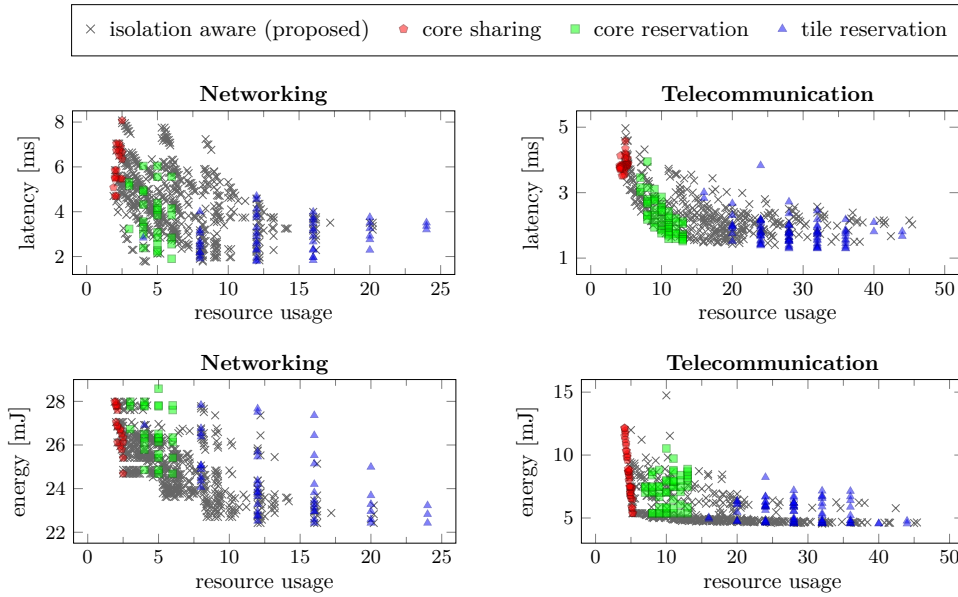 isolation aware (proposed) core sharing core reservation tile reservation
Networking
latency [ms]
8
6
4
2
0 5 10 15 20 25
resource usage
Telecommunication
latency [ms]
5
3
1
0 10 20 30 40 50
resource usage
Networking
energy [mJ]
28
26
24
22
0 5 10 15 20 25
resource usage
Telecommunication
energy [mJ]
15
10
5
0 10 20 30 40 50
resource usage